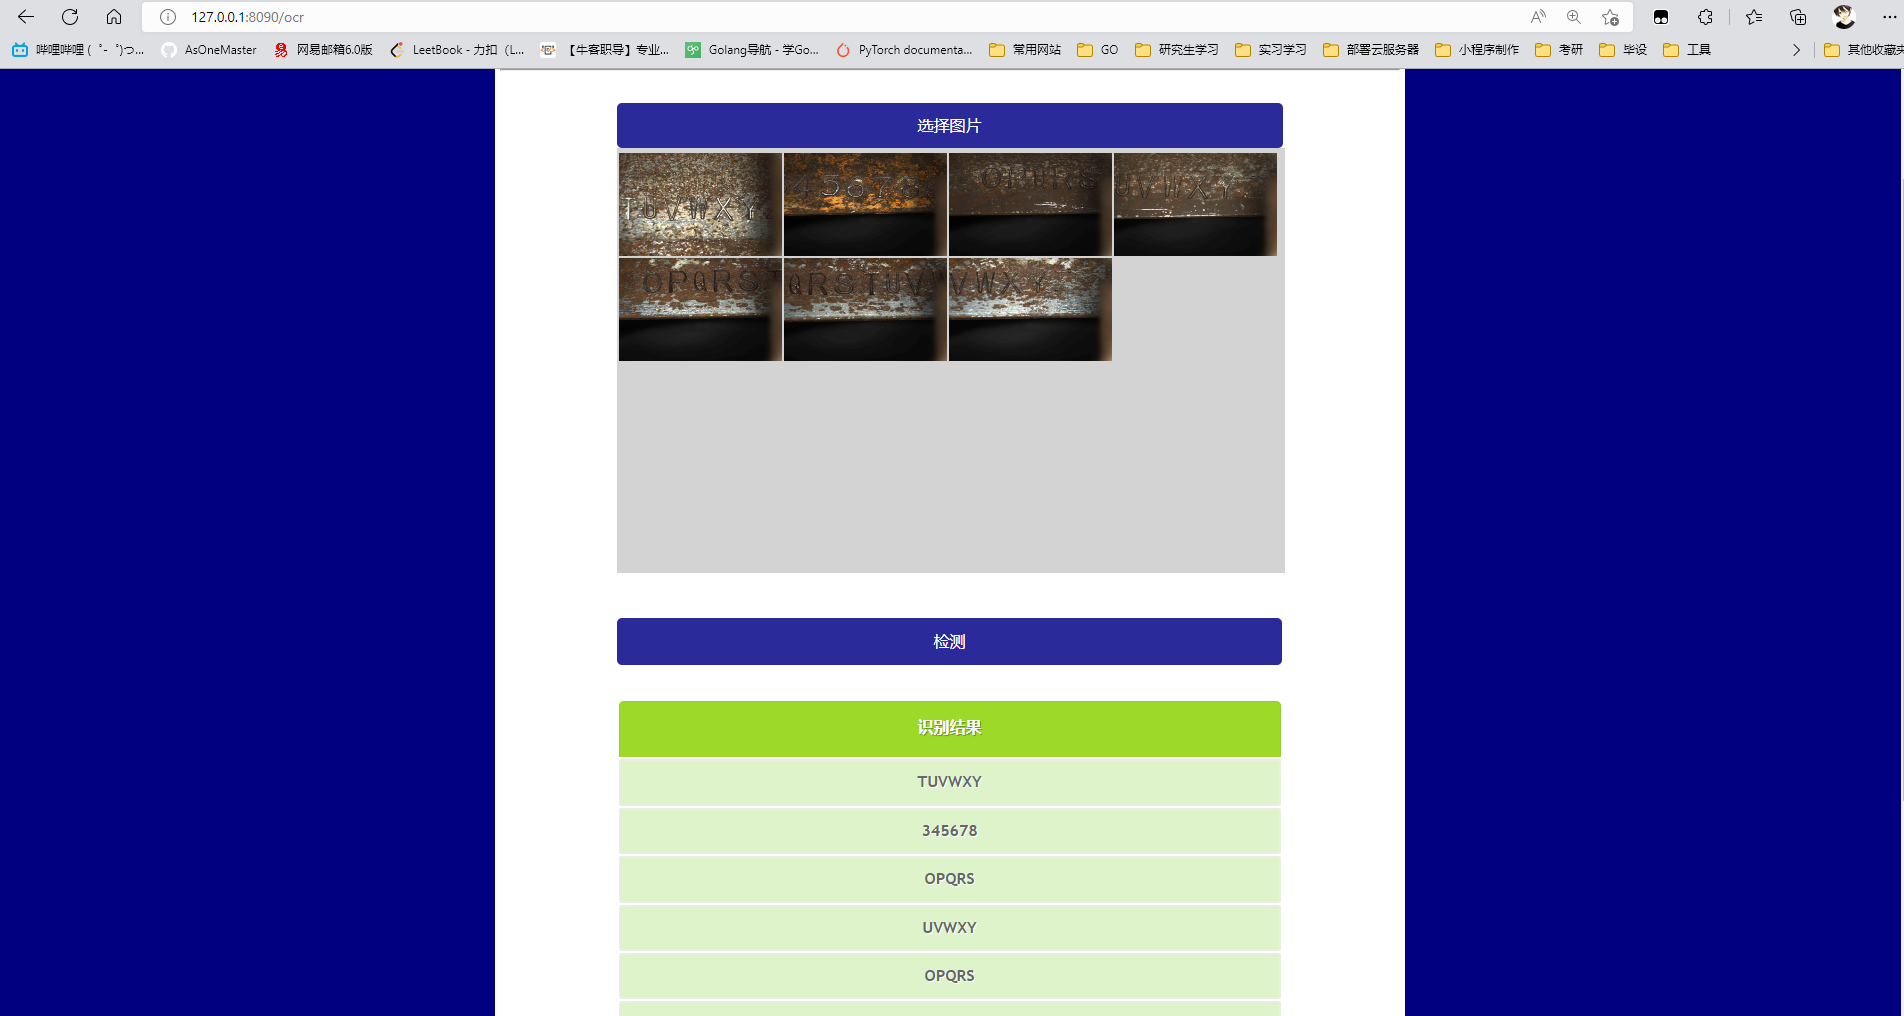 127.0.0.1:8090/ocr
哔哩哔哩 (゜-゜)つ... AsOneMaster 网易邮箱6.0版 LeetBook - 力扣（L... 【牛客职导】专业... Golang导航 - 学Go... PyTorch documenta... 常用网站 GO 研究生学习 实习学习 部署云服务器 小程序制作 考研 毕设 工具 其他收藏夹
选择图片
TUVWXY 45678 OPQRS UVWXY
OPQRST QRSTUV VWXY
检测
识别结果
TUVWXY
345678
OPQRS
UVWXY
OPQRS